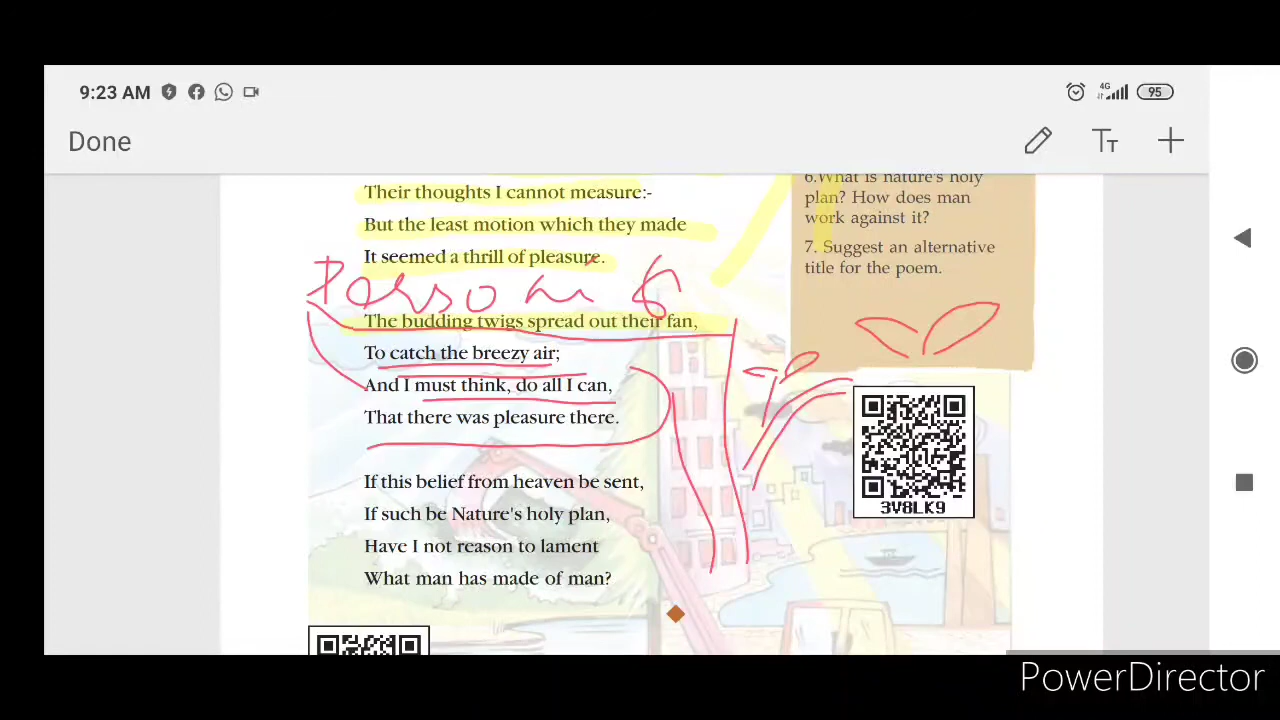 9:23 AM
4G
95
Done
TT
Their thoughts I cannot measure:-
But the least motion which they made
It seemed a thrill of pleasure.
The budding twigs spread out their fan,
To catch the breezy air;
And I must think, do all I can,
That there was pleasure there.
If this belief from heaven be sent,
If such be Nature's holy plan,
Have I not reason to lament
What man has made of man?
6.What is nature's holy
plan? How does man
work against it?
7. Suggest an alternative
title for the poem.
3V8LK9
PowerDirector